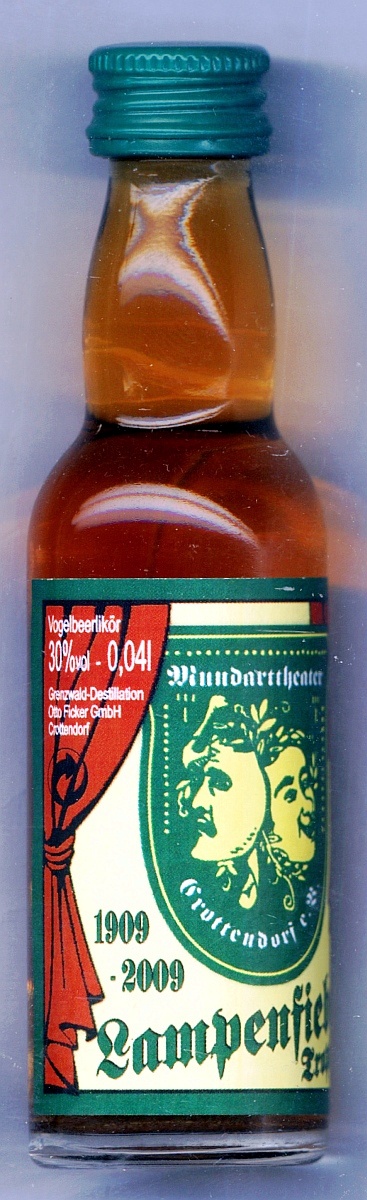 Vogelbeerlikör
30%vol - 0,04l
Grenzwald-Destillation
Otto Ficker GmbH
Crottendorf
Mundarttheater
Crottendorf e.V.
1909
-2009
Lampenfieb